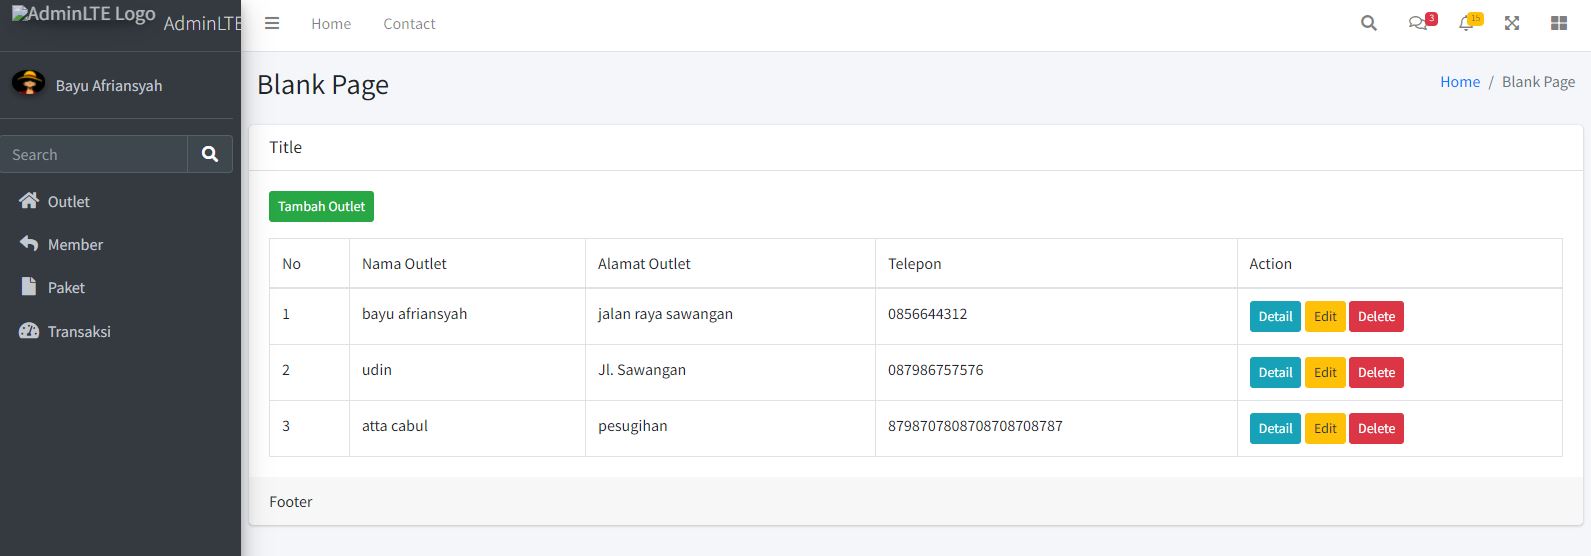 AdminLTE Logo AdminLTE
Home Contact 3 15
Blank Page
Home / Blank Page
Bayu Afriansyah
Search
Outlet
Member
Paket
Transaksi
Title
Tambah Outlet
No Nama Outlet Alamat Outlet Telepon Action
1 bayu afriansyah jalan raya sawangan 0856644312 Detail Edit Delete
2 udin Jl. Sawangan 087986757576 Detail Edit Delete
3 atta cabul pesugihan 8798707808708708708787 Detail Edit Delete
Footer